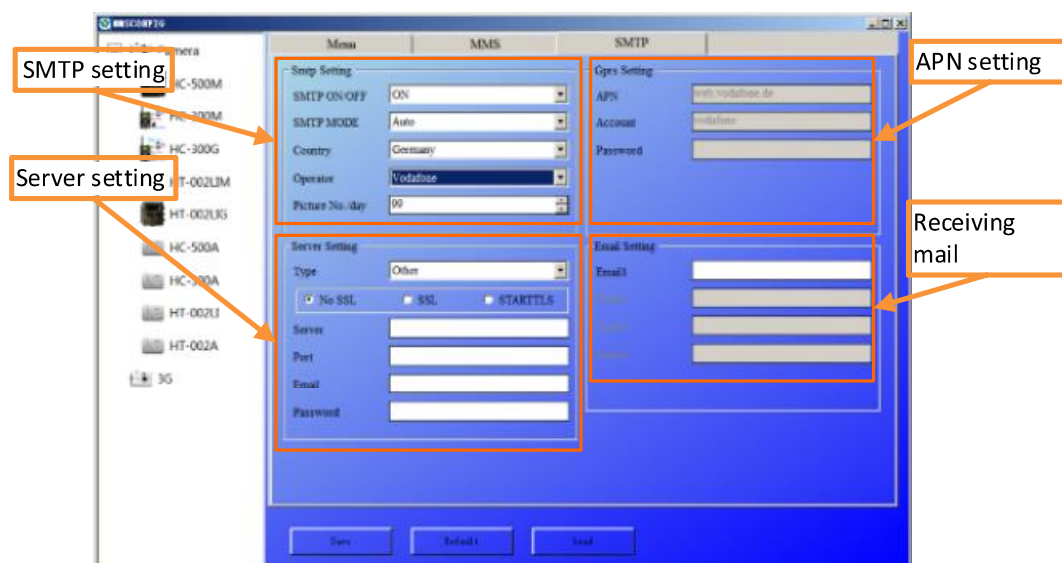 MMSCONFIG
SMTP setting
APN setting
Server setting
Receiving
mail
HC-500M
HC-300M
HC-300G
HT-002LIM
HT-002LIG
HC-500A
HC-300A
HT-002LI
HT-002A
3G
Menu MMS SMTP
Smtp Setting
SMTP ON/OFF ON
SMTP MODE Auto
Country Germany
Operator Vodafone
Picture No./day 99
Gprs Setting
APN web.vodafone.de
Account vodafone
Password
Server Setting
Type Other
No SSL SSL STARTTLS
Server
Port
Email
Password
Email Setting
Email1
Save Default Load